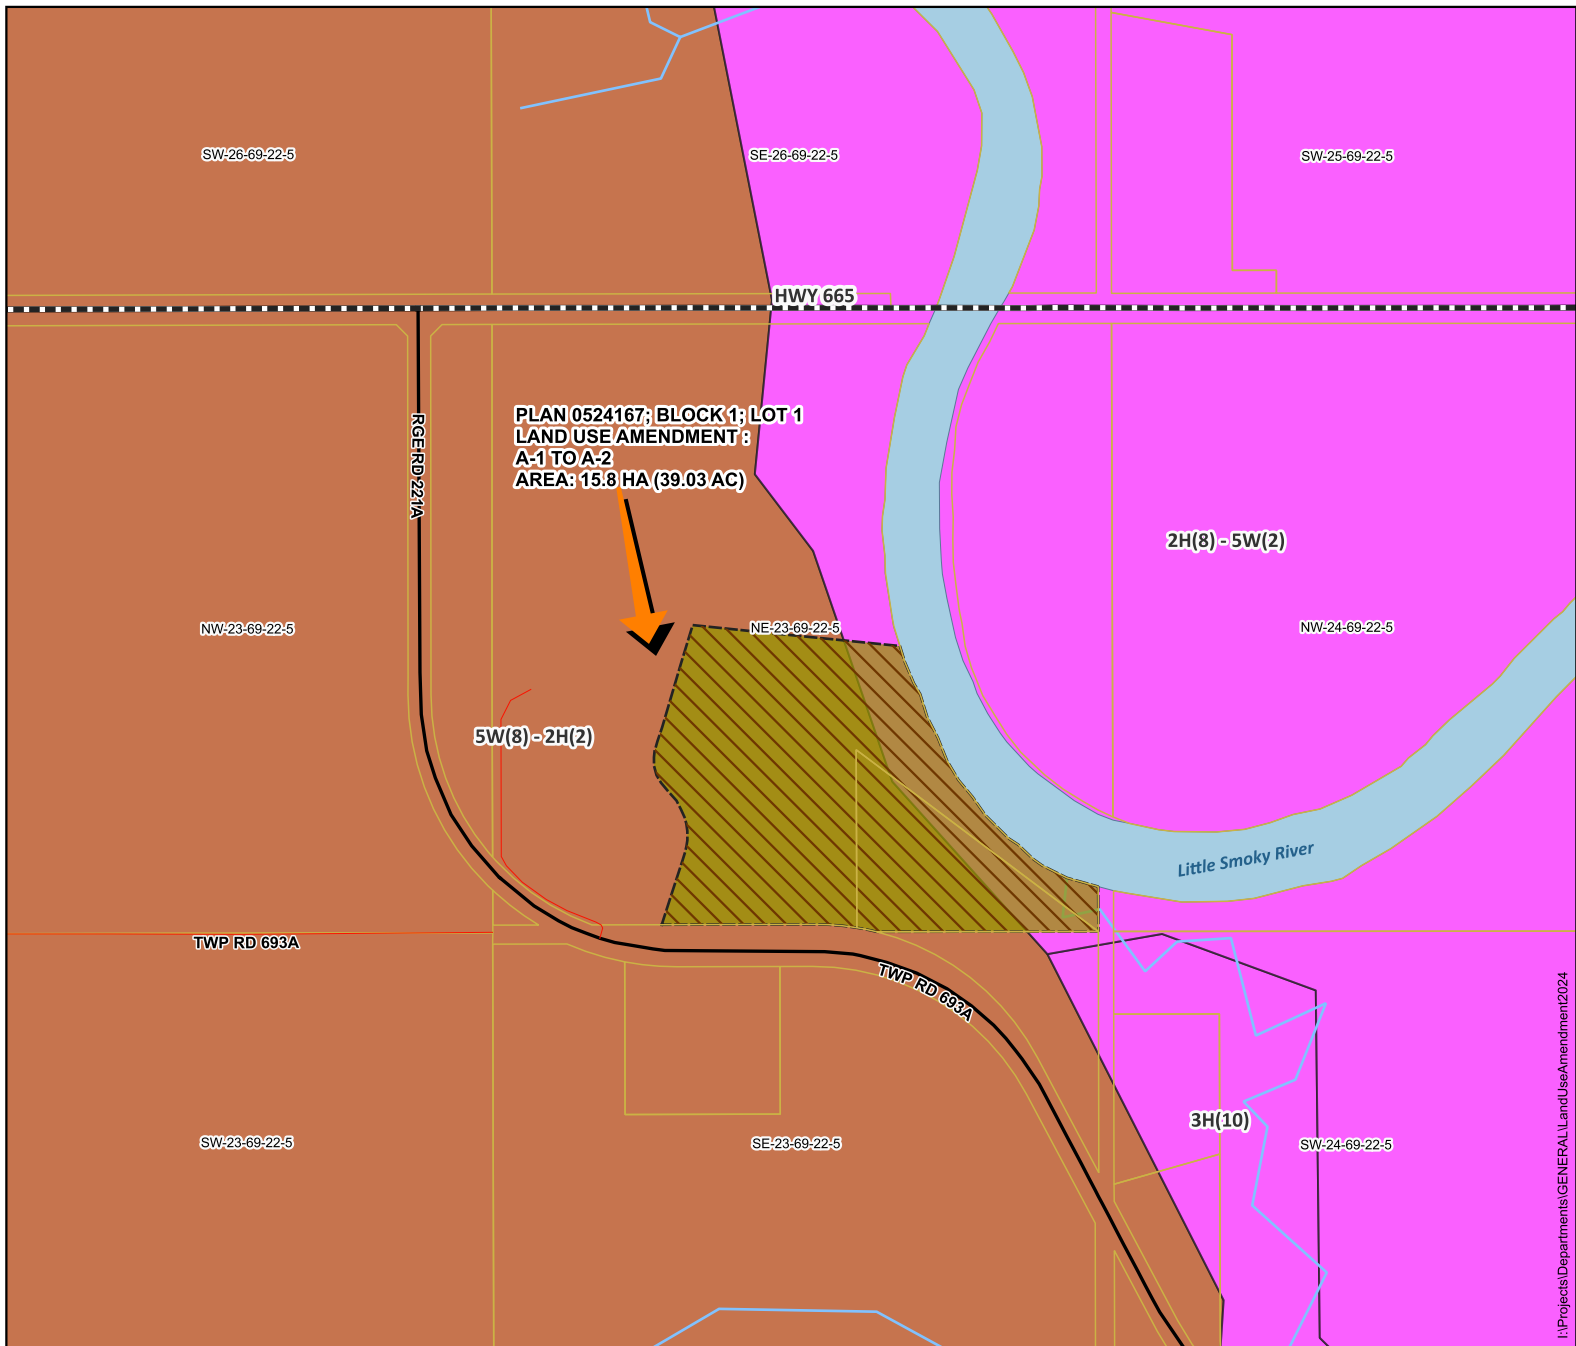 SW-26-69-22-5
SE-26-69-22-5
SW-25-69-22-5
HWY 665
PLAN 0524167; BLOCK 1; LOT 1
LAND USE AMENDMENT :
A-1 TO A-2
AREA: 15.8 HA (39.03 AC)
RGE RD 221A
2H(8) - 5W(2)
NW-23-69-22-5
NE-23-69-22-5
NW-24-69-22-5
5W(8) - 2H(2)
Little Smoky River
TWP RD 693A
TWP RD 693A
3H(10)
SW-23-69-22-5
SE-23-69-22-5
SW-24-69-22-5
I:\Projects\Departments\GENERAL\LandUseAmendment2024